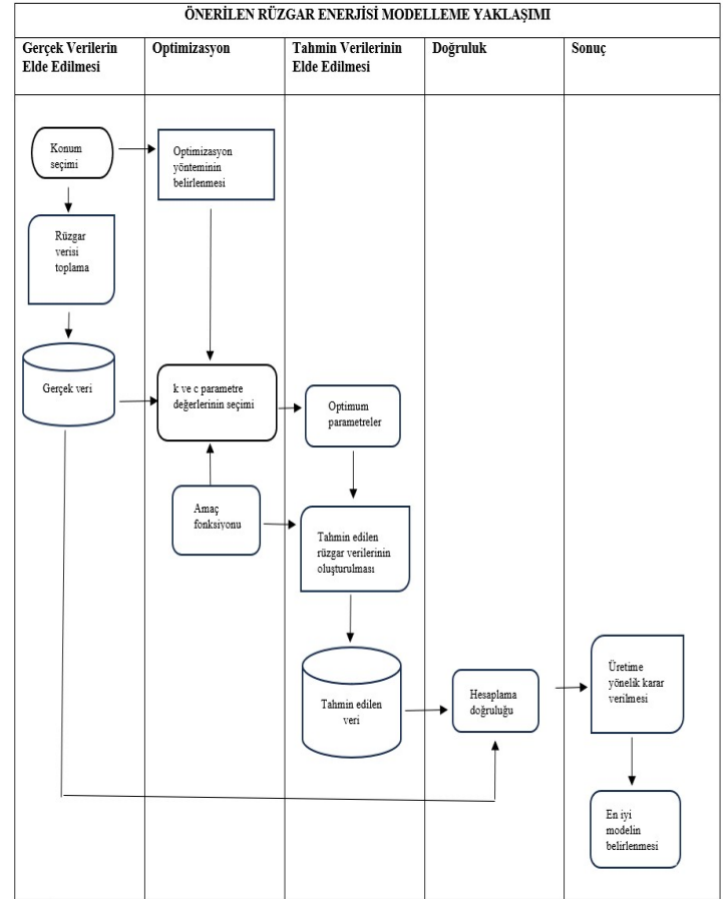 ÖNERİLEN RÜZGAR ENERJİSİ MODELLEME YAKLAŞIMI
Gerçek Verilerin
Elde Edilmesi
Optimizasyon
Tahmin Verilerinin
Elde Edilmesi
Doğruluk
Sonuç
Konum
seçimi
Optimizasyon
yönteminin
belirlenmesi
Rüzgar
verisi
toplama
Gerçek veri
k ve c parametre
değerlerinin seçimi
Optimum
parametreler
Amaç
fonksiyonu
Tahmin edilen
rüzgar verilerinin
oluşturulması
Tahmin edilen
veri
Hesaplama
doğruluğu
Üretime
yönelik karar
verilmesi
En iyi
modelin
belirlenmesi